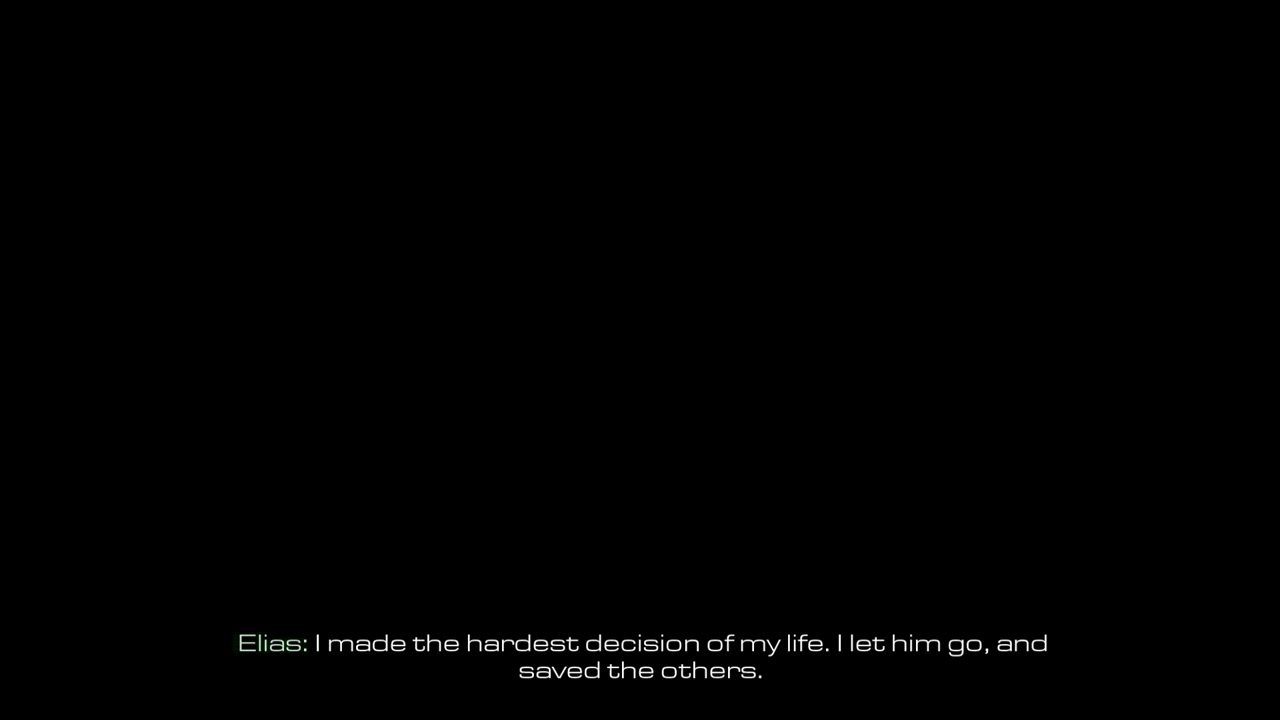 Elias: I made the hardest decision of my life. I let him go, and
saved the others.